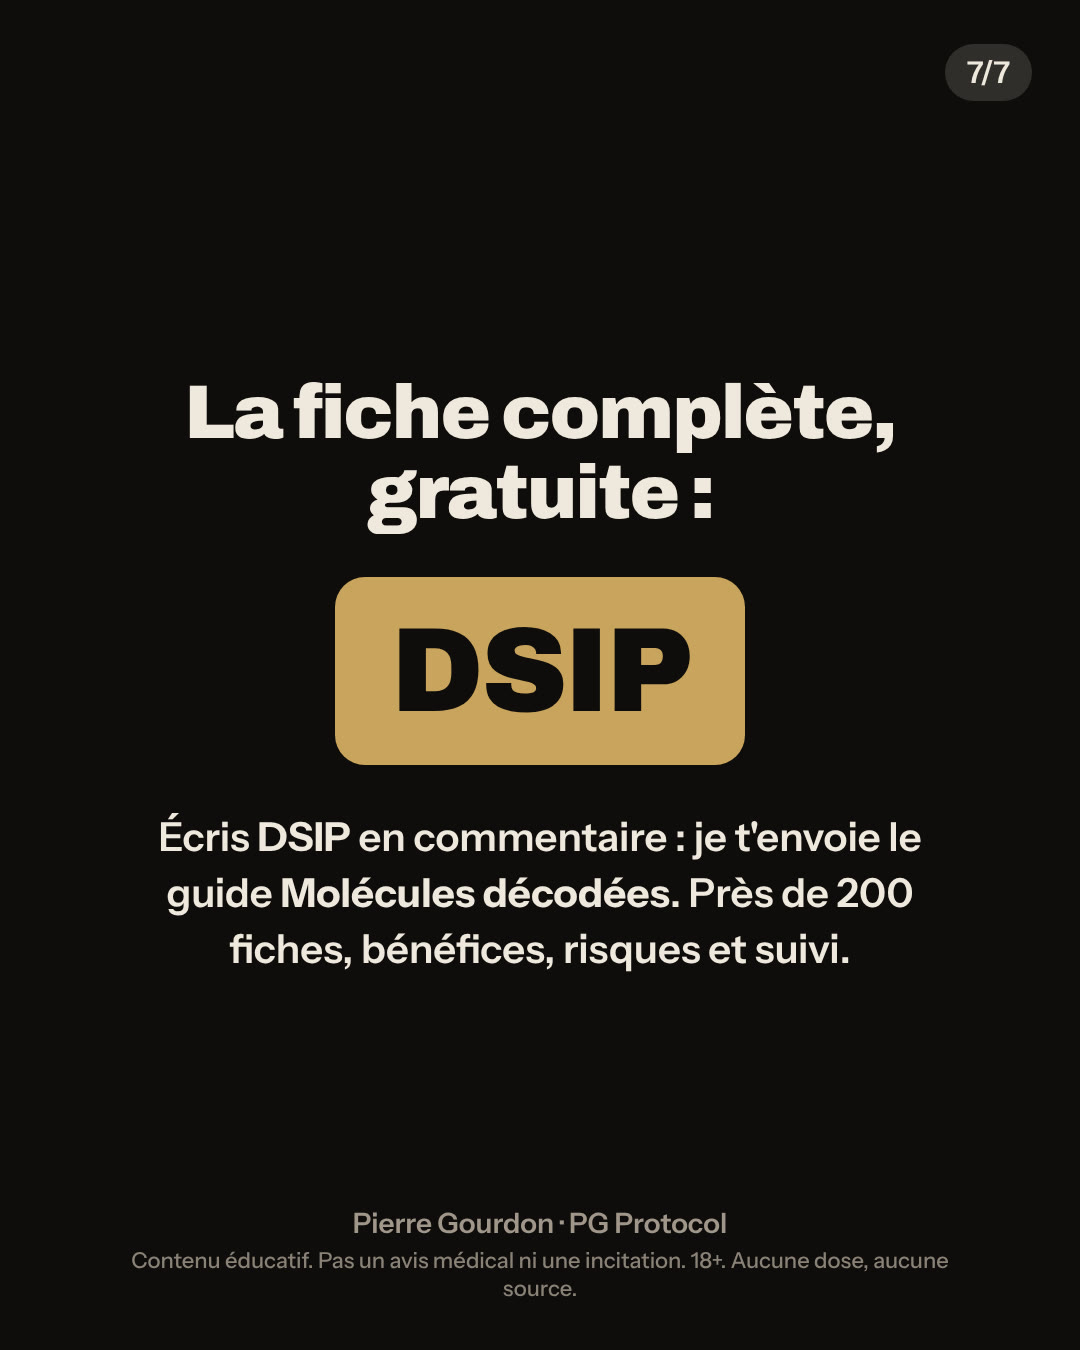 7/7
La fiche complète,
gratuite :
DSIP
Écris DSIP en commentaire : je t'envoie le
guide Molécules décodées. Près de 200
fiches, bénéfices, risques et suivi.
Pierre Gourdon · PG Protocol
Contenu éducatif. Pas un avis médical ni une incitation. 18+. Aucune dose, aucune
source.